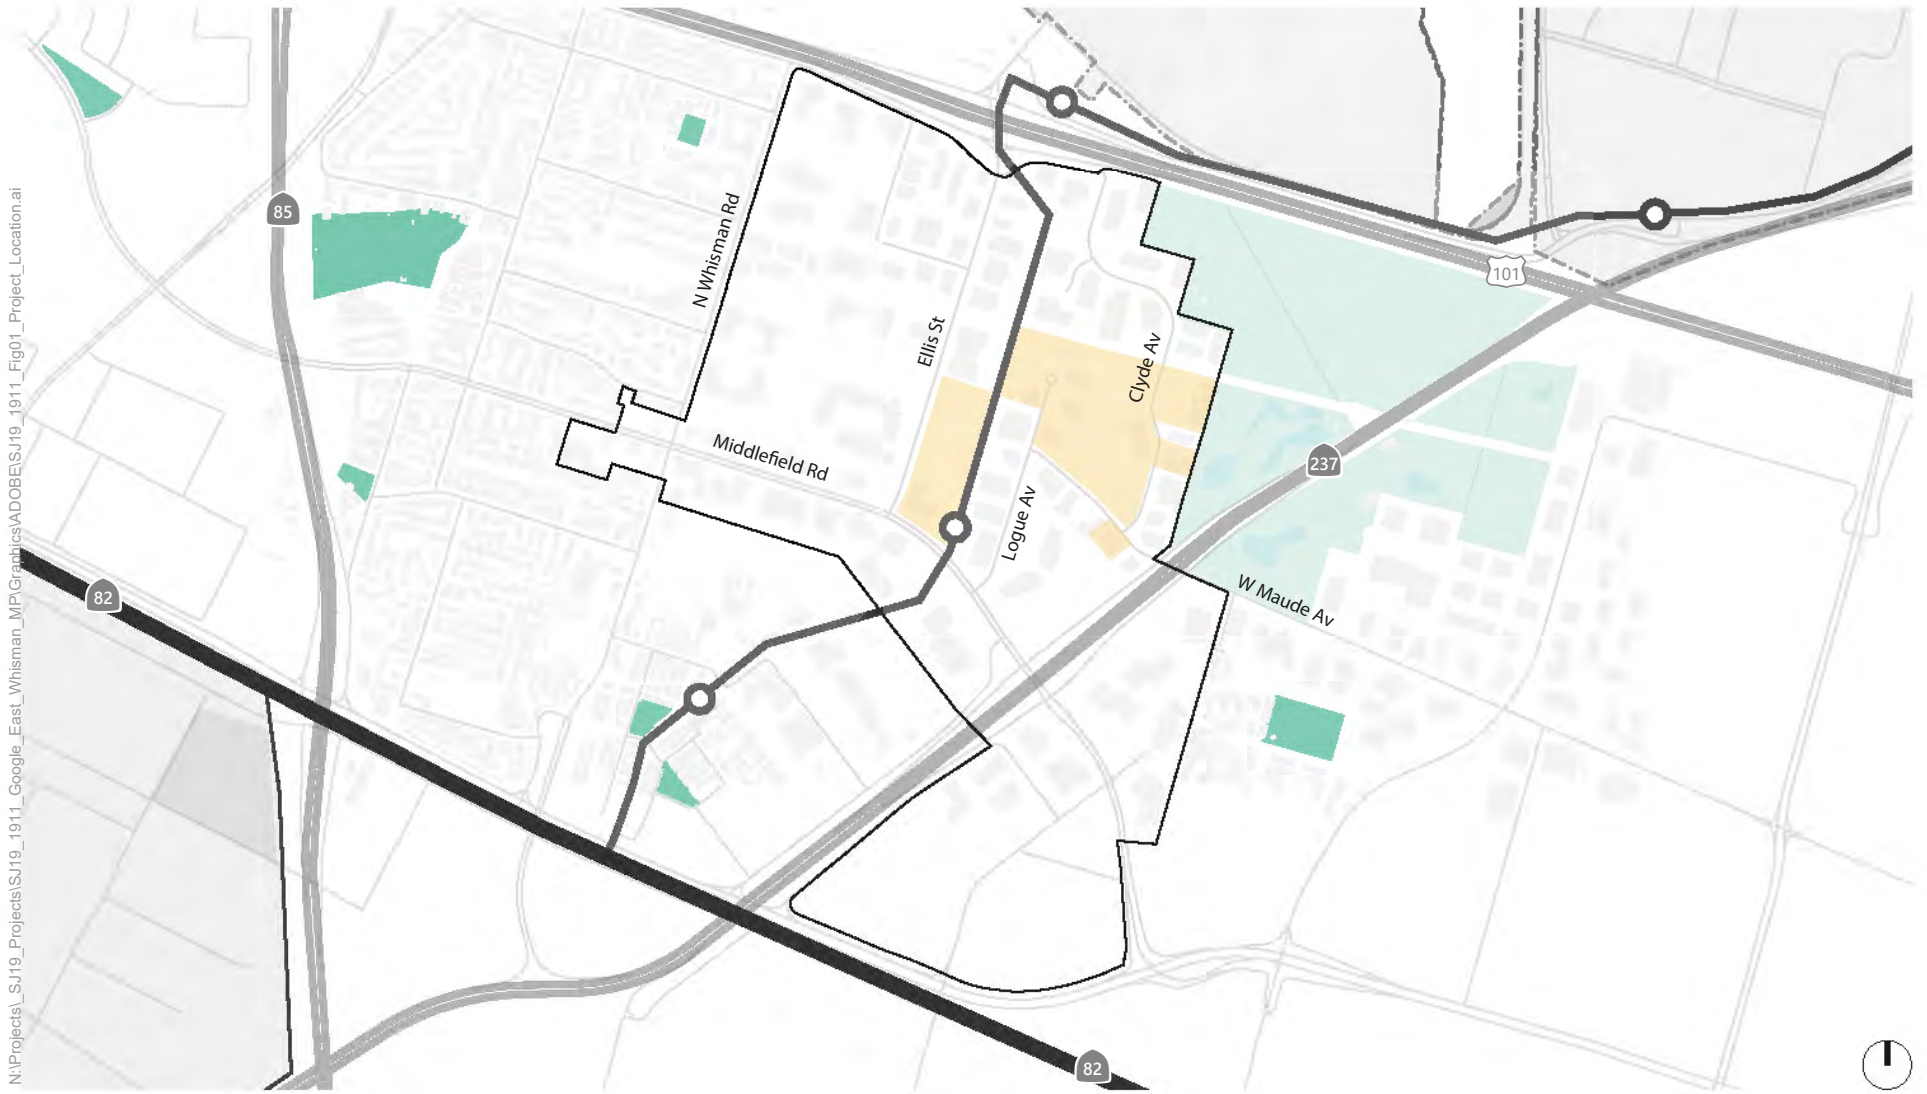 N:\Projects\_SJ19_Projects\SJ19_1911_Google_East_Whisman_MP\Graphics\ADOBE\SJ19_1911_Fig01_Project_Location.ai
85
N Whisman Rd
101
Ellis St
Clyde Av
Middlefield Rd
237
Logue Av
82
W Maude Av
82